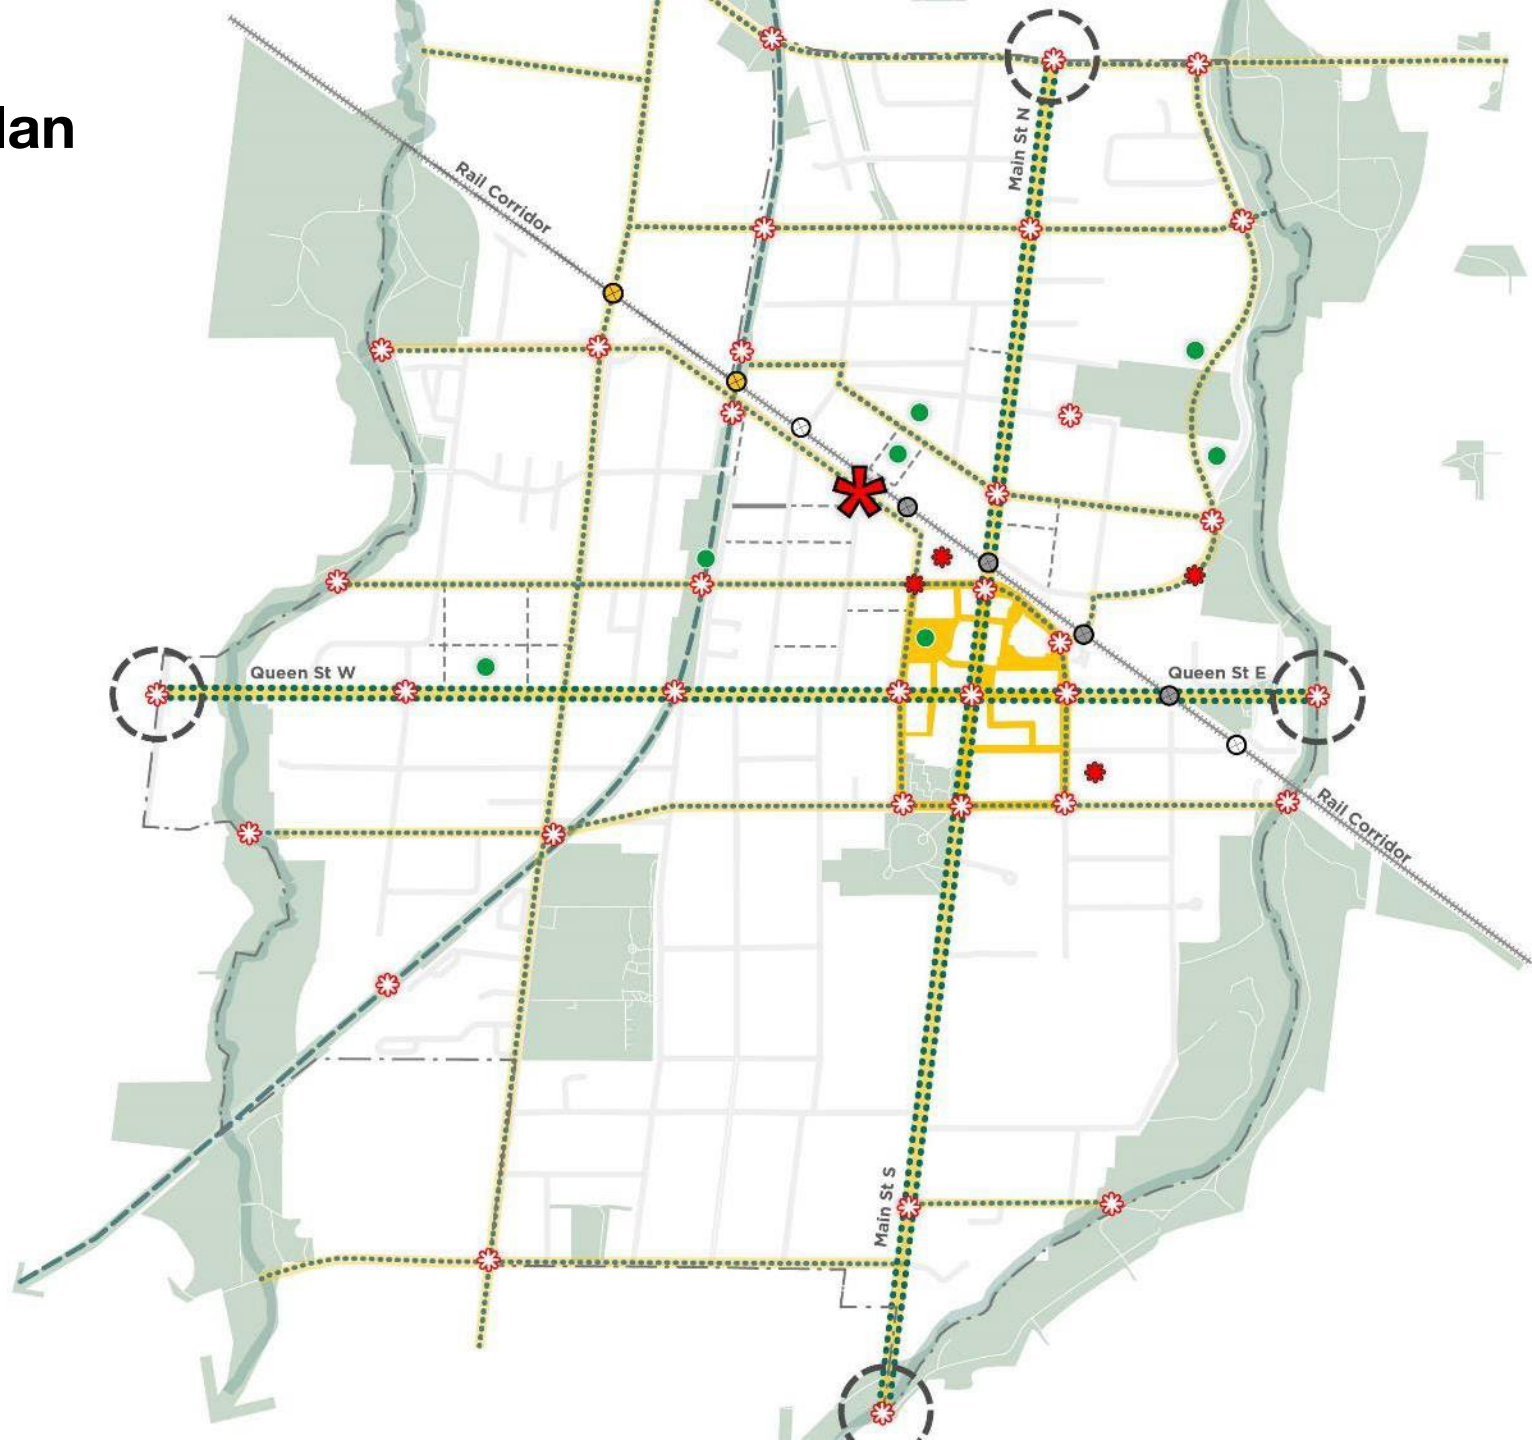 lan
Main St N
Rail Corridor
Queen St W
Queen St E
Rail Corridor
Main St S